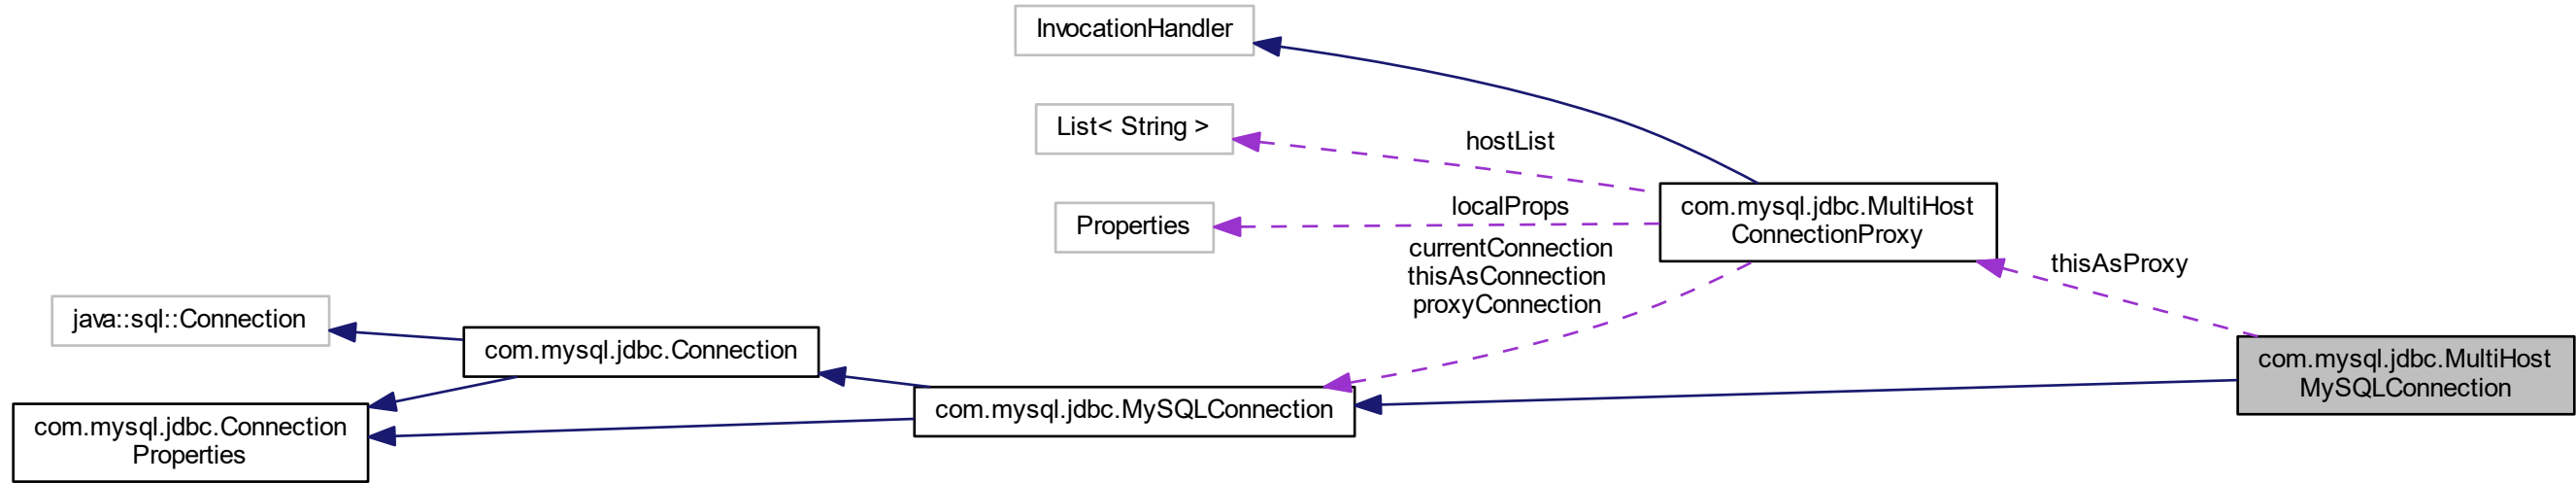 InvocationHandler
List< String >
hostList
Properties
localProps
com.mysql.jdbc.MultiHost
ConnectionProxy
currentConnection
thisAsConnection
proxyConnection
thisAsProxy
java::sql::Connection
com.mysql.jdbc.Connection
com.mysql.jdbc.MultiHost
MySQLConnection
com.mysql.jdbc.MySQLConnection
com.mysql.jdbc.Connection
Properties